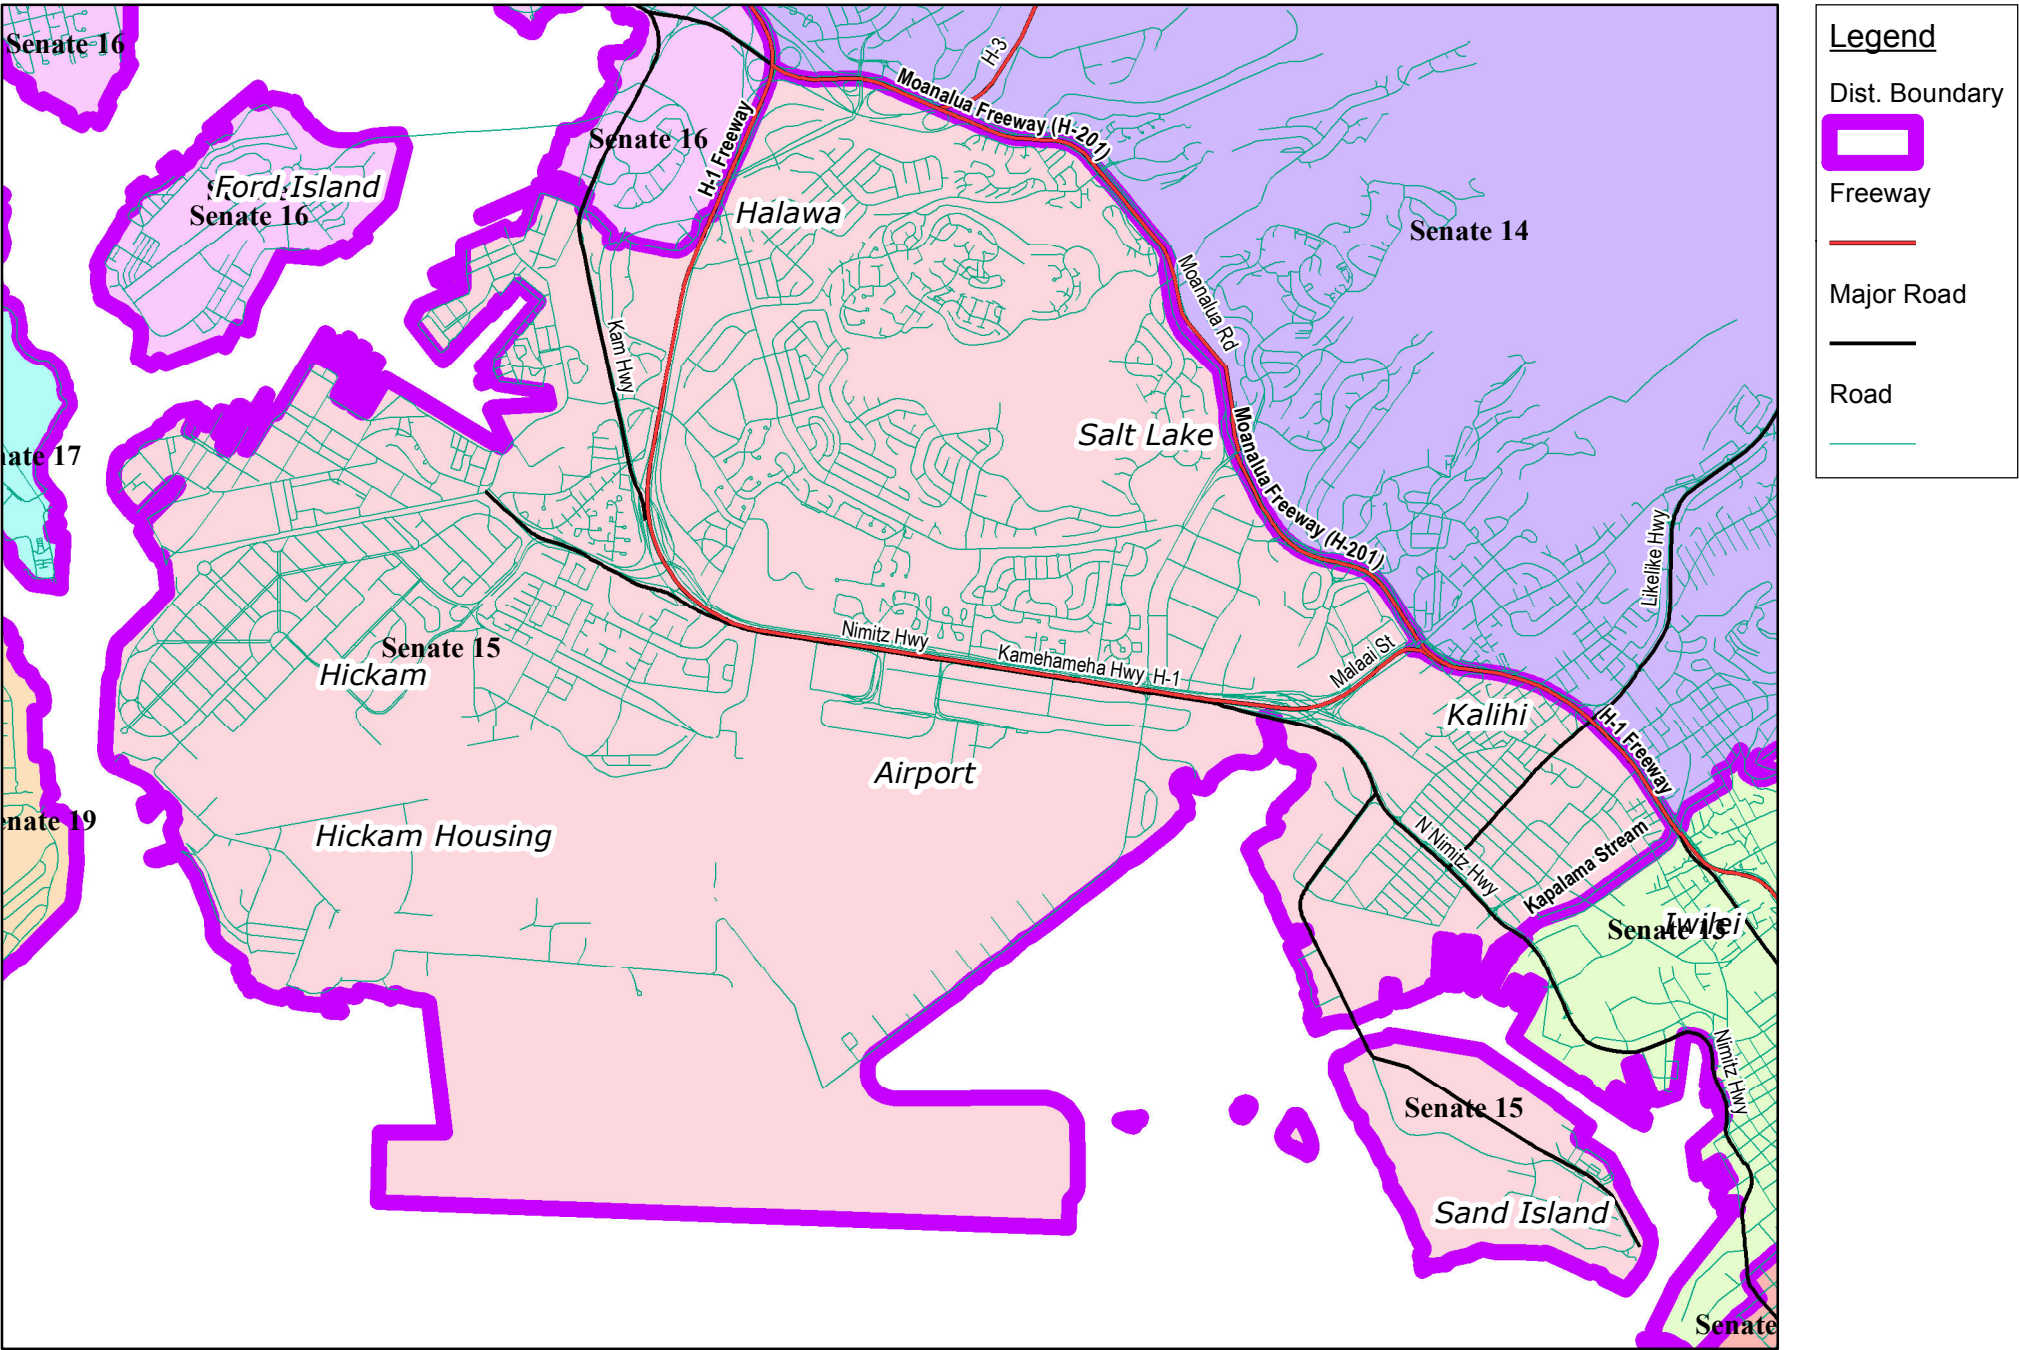 Senate 16
H-3
Moanalua Freeway (H-201)
Senate 16
H-1 Freeway
Ford Island
Senate 16
Halawa
Senate 14
Moanalua Rd
Kam Hwy
Salt Lake
Moanalua Freeway (H-201)
17
Likelike Hwy
Senate 15
Hickam
Nimitz Hwy
Kamehameha Hwy H-1
Malaai St
Kalihi
H-1 Freeway
Airport
19
Hickam Housing
N Nimitz Hwy
Kapalama Stream
Iwilei
Nimitz Hwy
Senate 15
Sand Island
Senate
Legend
Dist. Boundary
Freeway
Major Road
Road